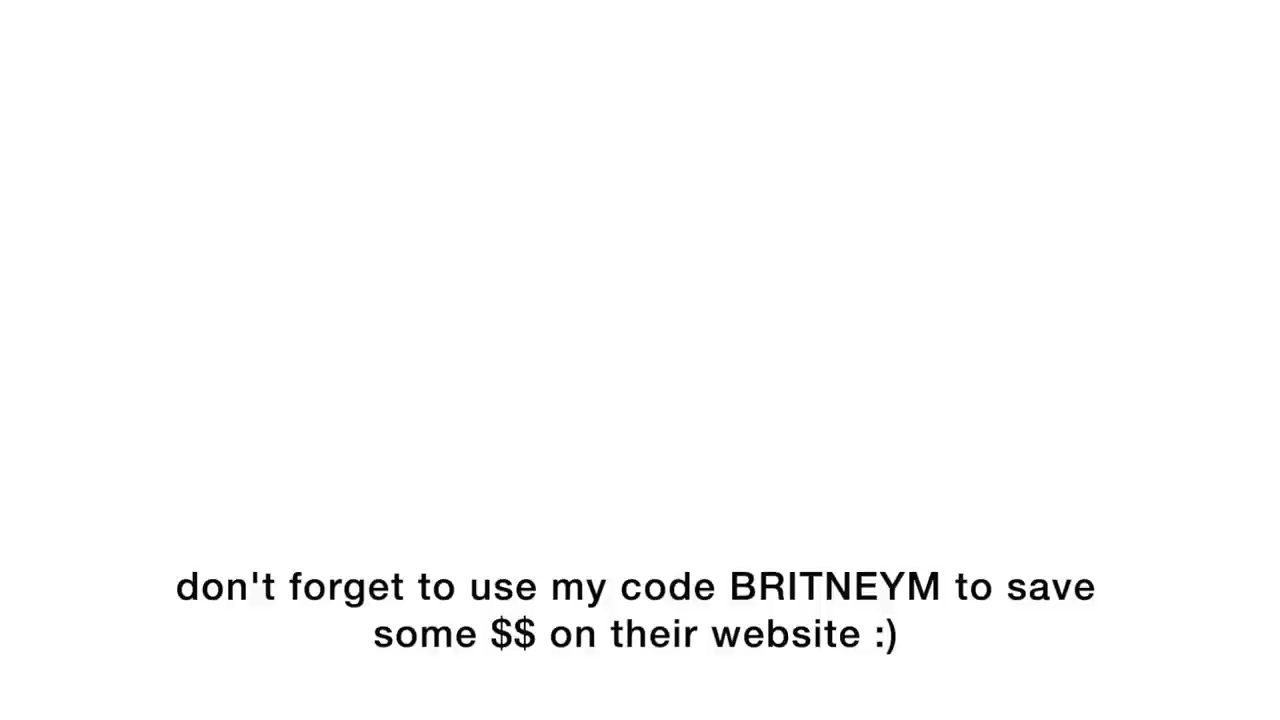 don't forget to use my code BRITNEYM to save
some $$ on their website :)